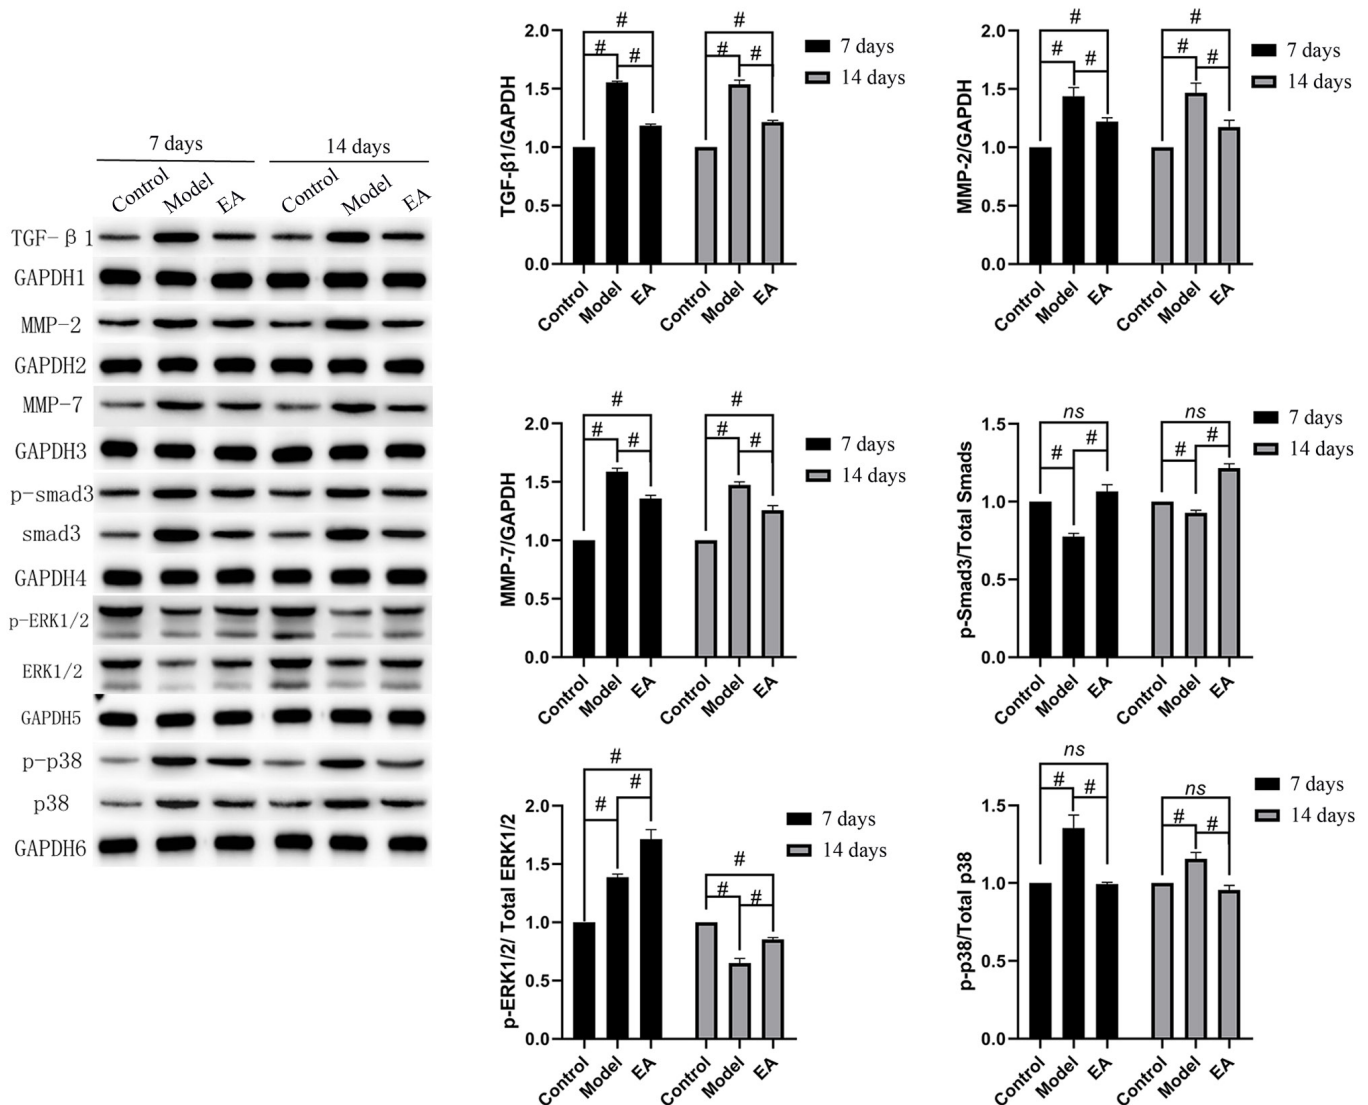 7 days 14 days
Control Model EA Control Model EA
TGF-β1
GAPDH1
MMP-2
GAPDH2
MMP-7
GAPDH3
p-smad3
smad3
GAPDH4
p-ERK1/2
ERK1/2
GAPDH5
p-p38
p38
GAPDH6
TGF-β1/GAPDH
2.0
1.5
1.0
0.5
0.0
# # # # # #
Control Model EA Control Model EA
7 days
14 days
MMP-2/GAPDH
2.0
1.5
1.0
0.5
0.0
# # # # # #
Control Model EA Control Model EA
7 days
14 days
MMP-7/GAPDH
2.0
1.5
1.0
0.5
0.0
# # # # # #
Control Model EA Control Model EA
7 days
14 days
p-Smad3/Total Smads
1.5
1.0
0.5
0.0
ns # # ns # #
Control Model EA Control Model EA
7 days
14 days
p-ERK1/2/ Total ERK1/2
2.0
1.5
1.0
0.5
0.0
# # # # # #
Control Model EA Control Model EA
7 days
14 days
p-p38/Total p38
1.5
1.0
0.5
0.0
ns # # ns # #
Control Model EA Control Model EA
7 days
14 days